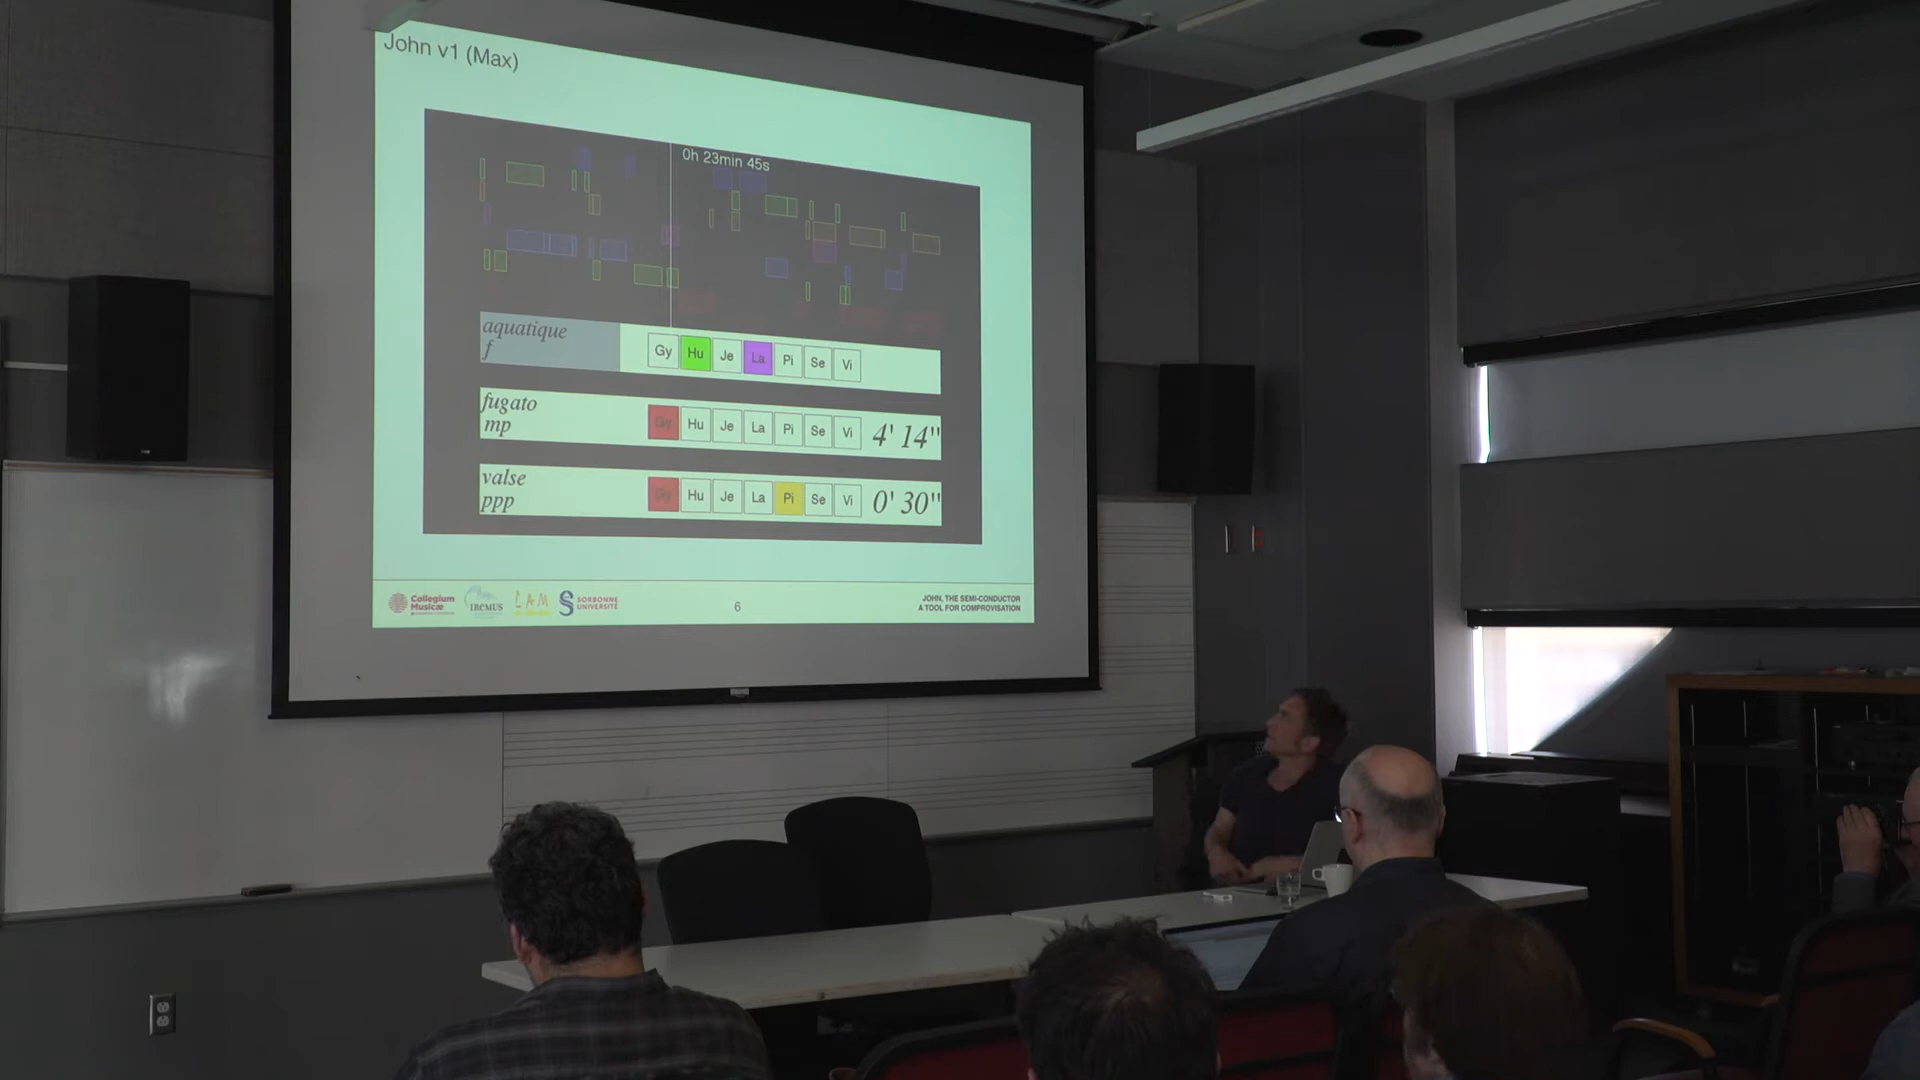 John v1 (Max)
0h 23min 45s
aquatique
f
Gy Hu Je La Pi Se Vi
fugato
mp
Gy Hu Je La Pi Se Vi 4' 14"
valse
ppp
Gy Hu Je La Pi Se Vi 0' 30"
Collegium
Musicæ
IReMUS
LAM
SORBONNE
UNIVERSITÉ
6
JOHN, THE SEMI-CONDUCTOR
A TOOL FOR COMPROVISATION